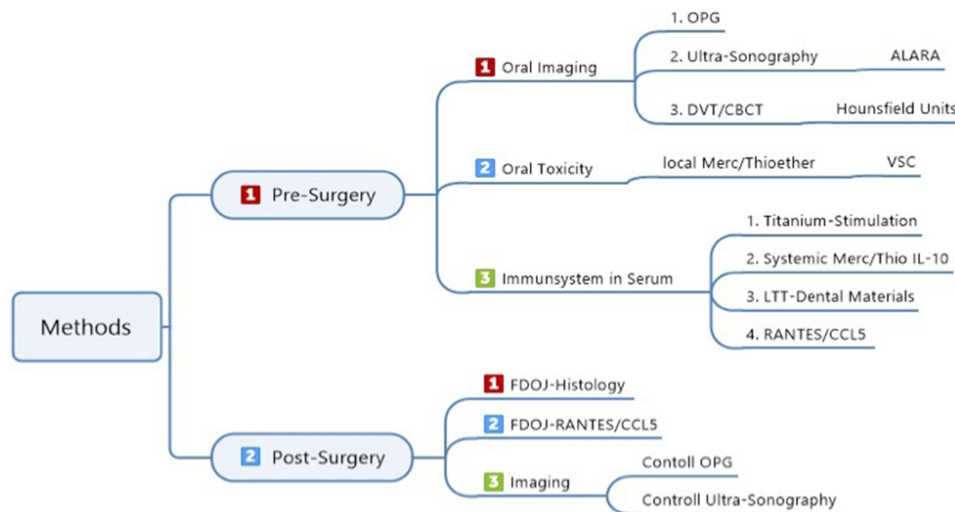 1. OPG
2. Ultra-Sonography
ALARA
1 Oral Imaging
3. DVT/CBCT
Hounsfield Units
2 Oral Toxicity
local Merc/Thioether
VSC
1 Pre-Surgery
1. Titanium-Stimulation
2. Systemic Merc/Thio IL-10
3 Immunsystem in Serum
3. LTT-Dental Materials
4. RANTES/CCL5
Methods
1 FDOJ-Histology
2 FDOJ-RANTES/CCL5
2 Post-Surgery
3 Imaging
Contoll OPG
Controll Ultra-Sonography